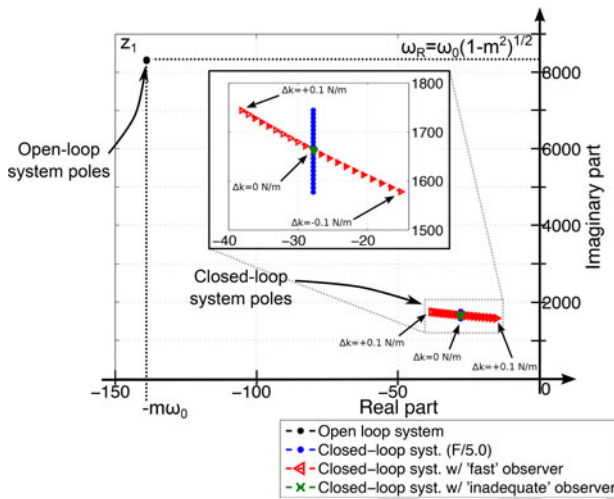 z₁
ωR=ω₀(1-m²)^1/2
Open-loop
system poles
Δk=+0.1 N/m
Δk=0 N/m
Δk=-0.1 N/m
1800
1700
1600
1500
−40
−30
−20
Closed-loop
system poles
Δk=+0.1 N/m
Δk=0 N/m
Δk=+0.1 N/m
8000
6000
4000
2000
0
Imaginary part
−150
−100
−50
0
-mω₀
Real part
Open loop system
Closed-loop syst. (F/5.0)
Closed-loop syst. w/ 'fast' observer
Closed-loop syst. w/ 'inadequate' observer